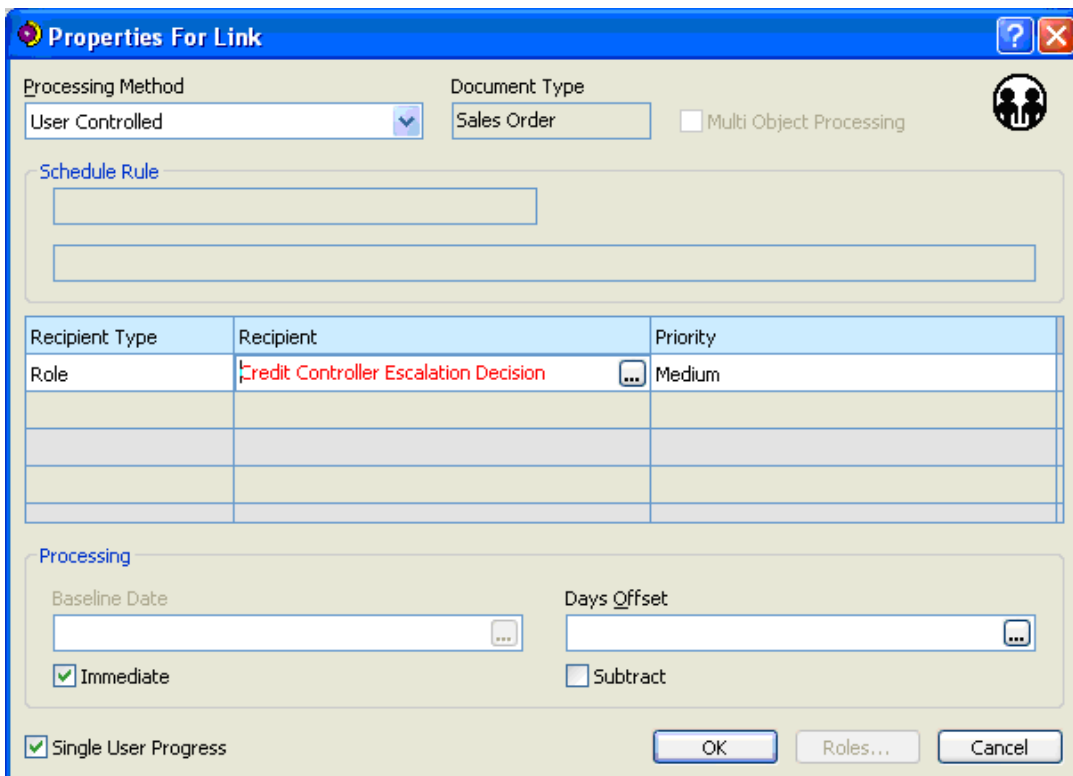 Properties For Link
Processing Method
Document Type
User Controlled
Sales Order
Multi Object Processing
Schedule Rule
Recipient Type Recipient Priority
Role Credit Controller Escalation Decision ... Medium
Processing
Baseline Date
Days Offset
...
...
Immediate
Subtract
Single User Progress
OK
Roles...
Cancel